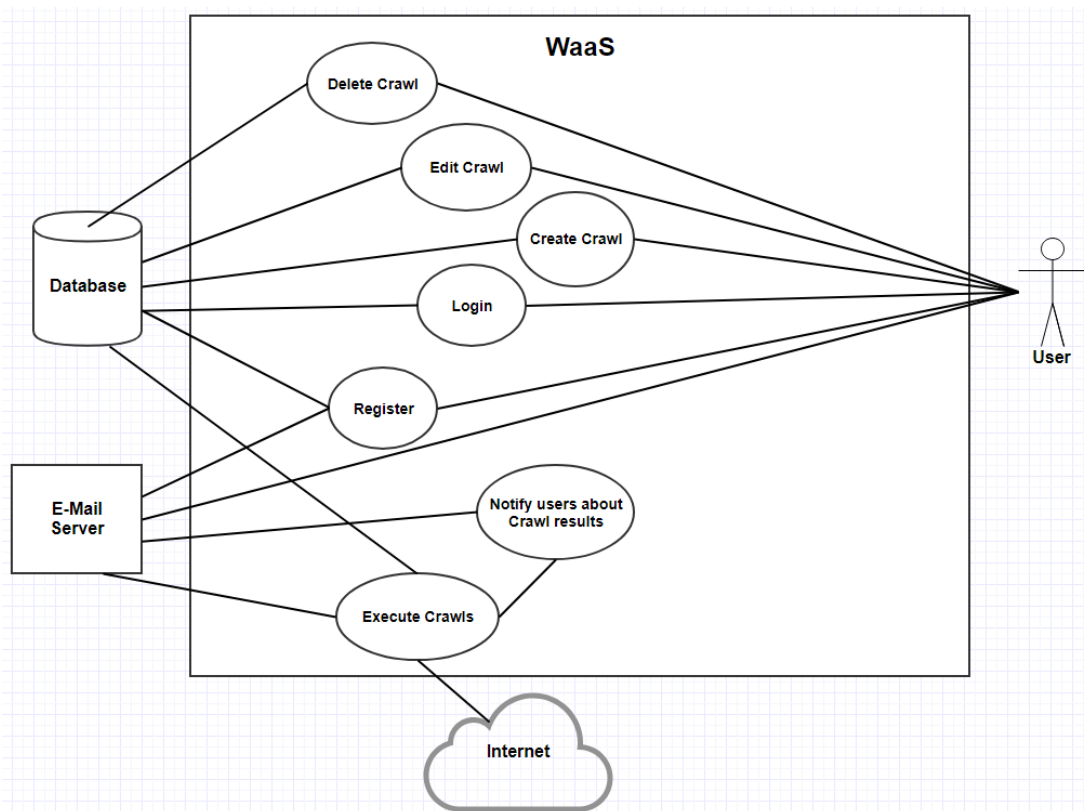 WaaS
Delete Crawl
Edit Crawl
Create Crawl
Database
Login
User
Register
E-Mail
Server
Notify users about
Crawl results
Execute Crawls
Internet